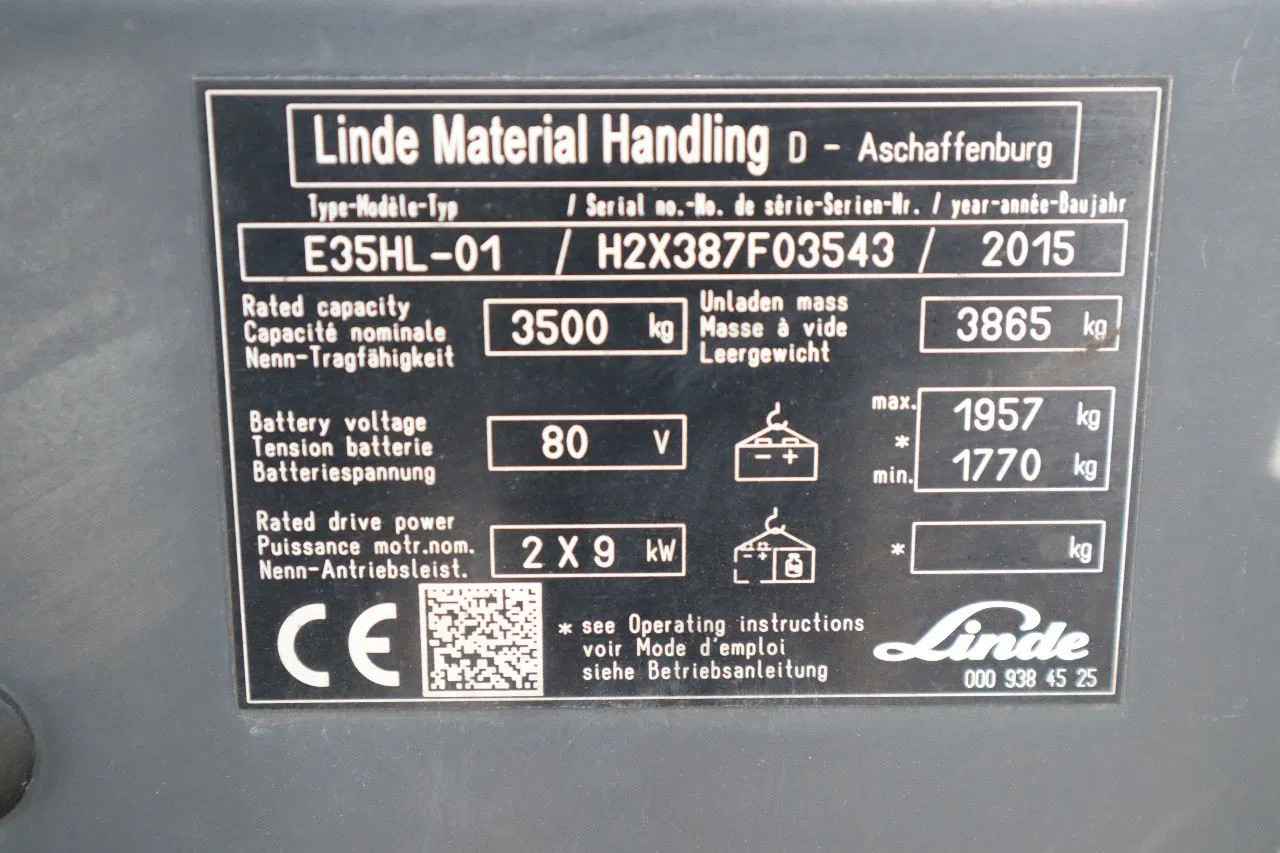 Linde Material Handling D - Aschaffenburg
Type-Modèle-Typ / Serial no.-No. de série-Serien-Nr. / year-année-Baujahr
E35HL-01 / H2X387F03543 / 2015
Rated capacity
Capacité nominale
Nenn-Tragfähigkeit
3500 kg
Unladen mass
Masse à vide
Leergewicht
3865 kg
Battery voltage
Tension batterie
Batteriespannung
80 V
- +
max. 1957 kg
*
min. 1770 kg
Rated drive power
Puissance motr.nom.
Nenn-Antriebsleist.
2 X 9 kW
- +
* kg
CE
* see Operating instructions
voir Mode d'emploi
siehe Betriebsanleitung
Linde
000 938 45 25